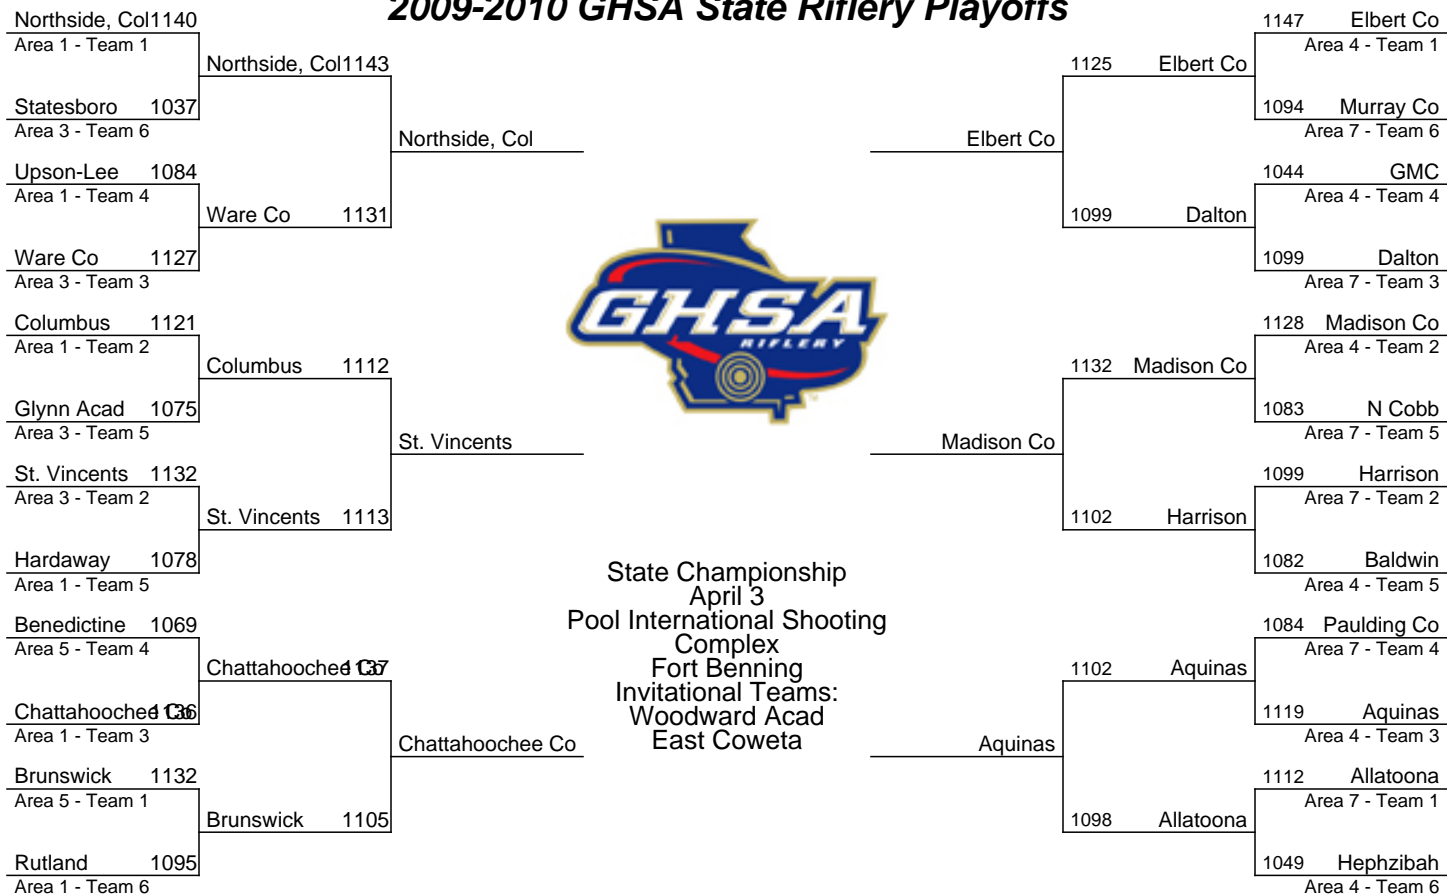 2009-2010 GHSA State Riflery Playoffs
Northside, Col 1140
Area 1 - Team 1
Statesboro 1037
Area 3 - Team 6
Upson-Lee 1084
Area 1 - Team 4
Ware Co 1127
Area 3 - Team 3
Columbus 1121
Area 1 - Team 2
Glynn Acad 1075
Area 3 - Team 5
St. Vincents 1132
Area 3 - Team 2
Hardaway 1078
Area 1 - Team 5
Benedictine 1069
Area 5 - Team 4
Chattahoochee Co 1136
Area 1 - Team 3
Brunswick 1132
Area 5 - Team 1
Rutland 1095
Area 1 - Team 6
Northside, Col 1143
Ware Co 1131
Columbus 1112
St. Vincents 1113
Chattahoochee Co 1137
Brunswick 1105
Northside, Col
St. Vincents
Chattahoochee Co
GHSA
RIFLERY
State Championship
April 3
Pool International Shooting
Complex
Fort Benning
Invitational Teams:
Woodward Acad
East Coweta
Elbert Co
Madison Co
Aquinas
1125 Elbert Co
1099 Dalton
1132 Madison Co
1102 Harrison
1102 Aquinas
1098 Allatoona
1147 Elbert Co
Area 4 - Team 1
1094 Murray Co
Area 7 - Team 6
1044 GMC
Area 4 - Team 4
1099 Dalton
Area 7 - Team 3
1128 Madison Co
Area 4 - Team 2
1083 N Cobb
Area 7 - Team 5
1099 Harrison
Area 7 - Team 2
1082 Baldwin
Area 4 - Team 5
1084 Paulding Co
Area 7 - Team 4
1119 Aquinas
Area 4 - Team 3
1112 Allatoona
Area 7 - Team 1
1049 Hephzibah
Area 4 - Team 6